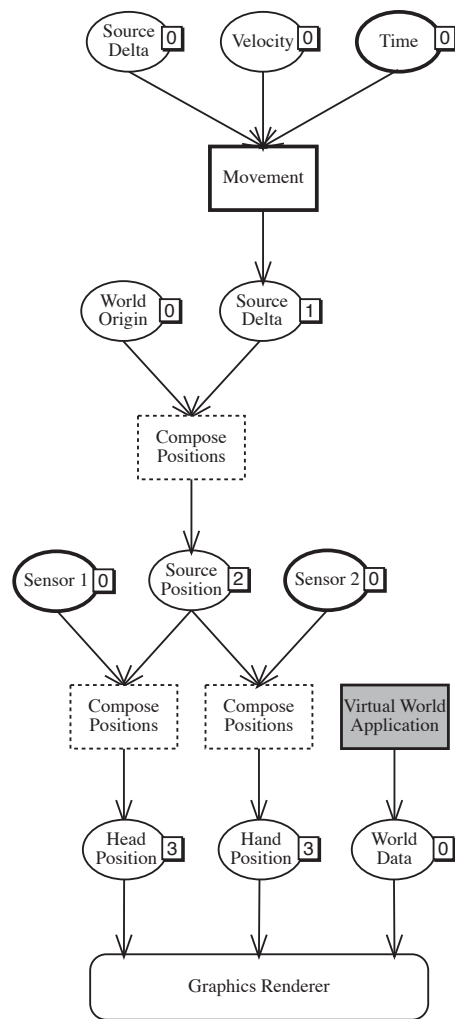 Source
Delta
0
Velocity
0
Time
0
Movement
World
Origin
0
Source
Delta
1
Compose
Positions
Sensor 1
0
Source
Position
2
Sensor 2
0
Compose
Positions
Compose
Positions
Virtual World
Application
Head
Position
3
Hand
Position
3
World
Data
0
Graphics Renderer